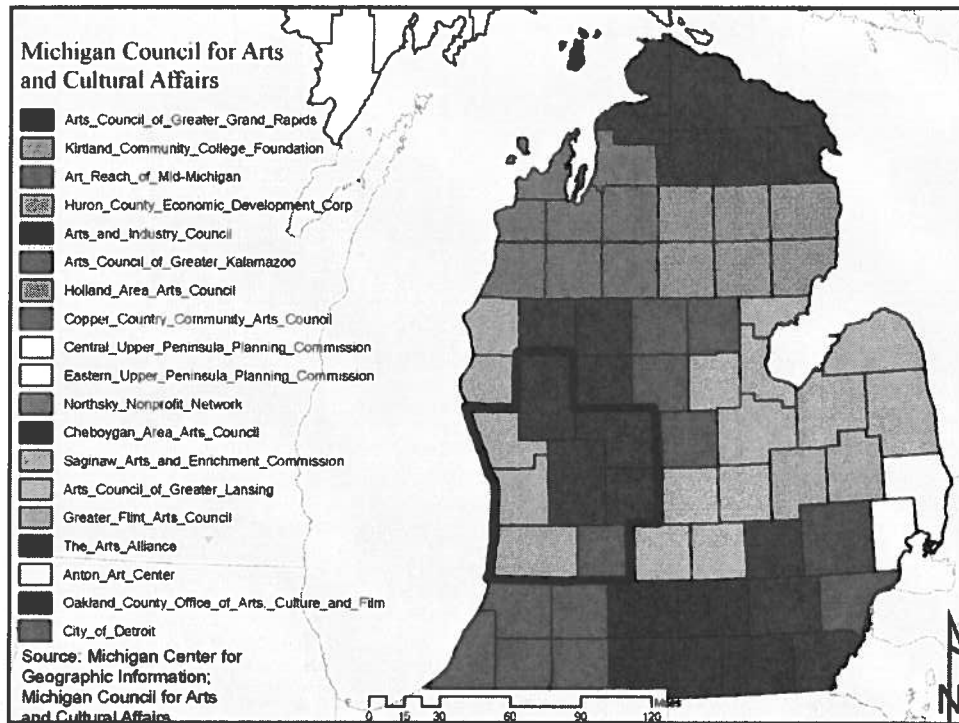 Michigan Council for Arts
and Cultural Affairs
Arts_Council_of_Greater_Grand_Rapids
Kirtland_Community_College_Foundation
Art_Reach_of_Mid-Michigan
Huron_County_Economic_Development_Corp
Arts_and_Industry_Council
Arts_Council_of_Greater_Kalamazoo
Holland_Area_Arts_Council
Copper_Country_Community_Arts_Council
Central_Upper_Peninsula_Planning_Commission
Eastern_Upper_Peninsula_Planning_Commission
Northsky_Nonprofit_Network
Cheboygan_Area_Arts_Council
Saginaw_Arts_and_Enrichment_Commission
Arts_Council_of_Greater_Lansing
Greater_Flint_Arts_Council
The_Arts_Alliance
Anton_Art_Center
Oakland_County_Office_of_Arts._Culture_and_Film
City_of_Detroit
Source: Michigan Center for
Geographic Information;
Michigan Council for Arts
and Cultural Affairs
Miles
0 15 30 60 90 120
N